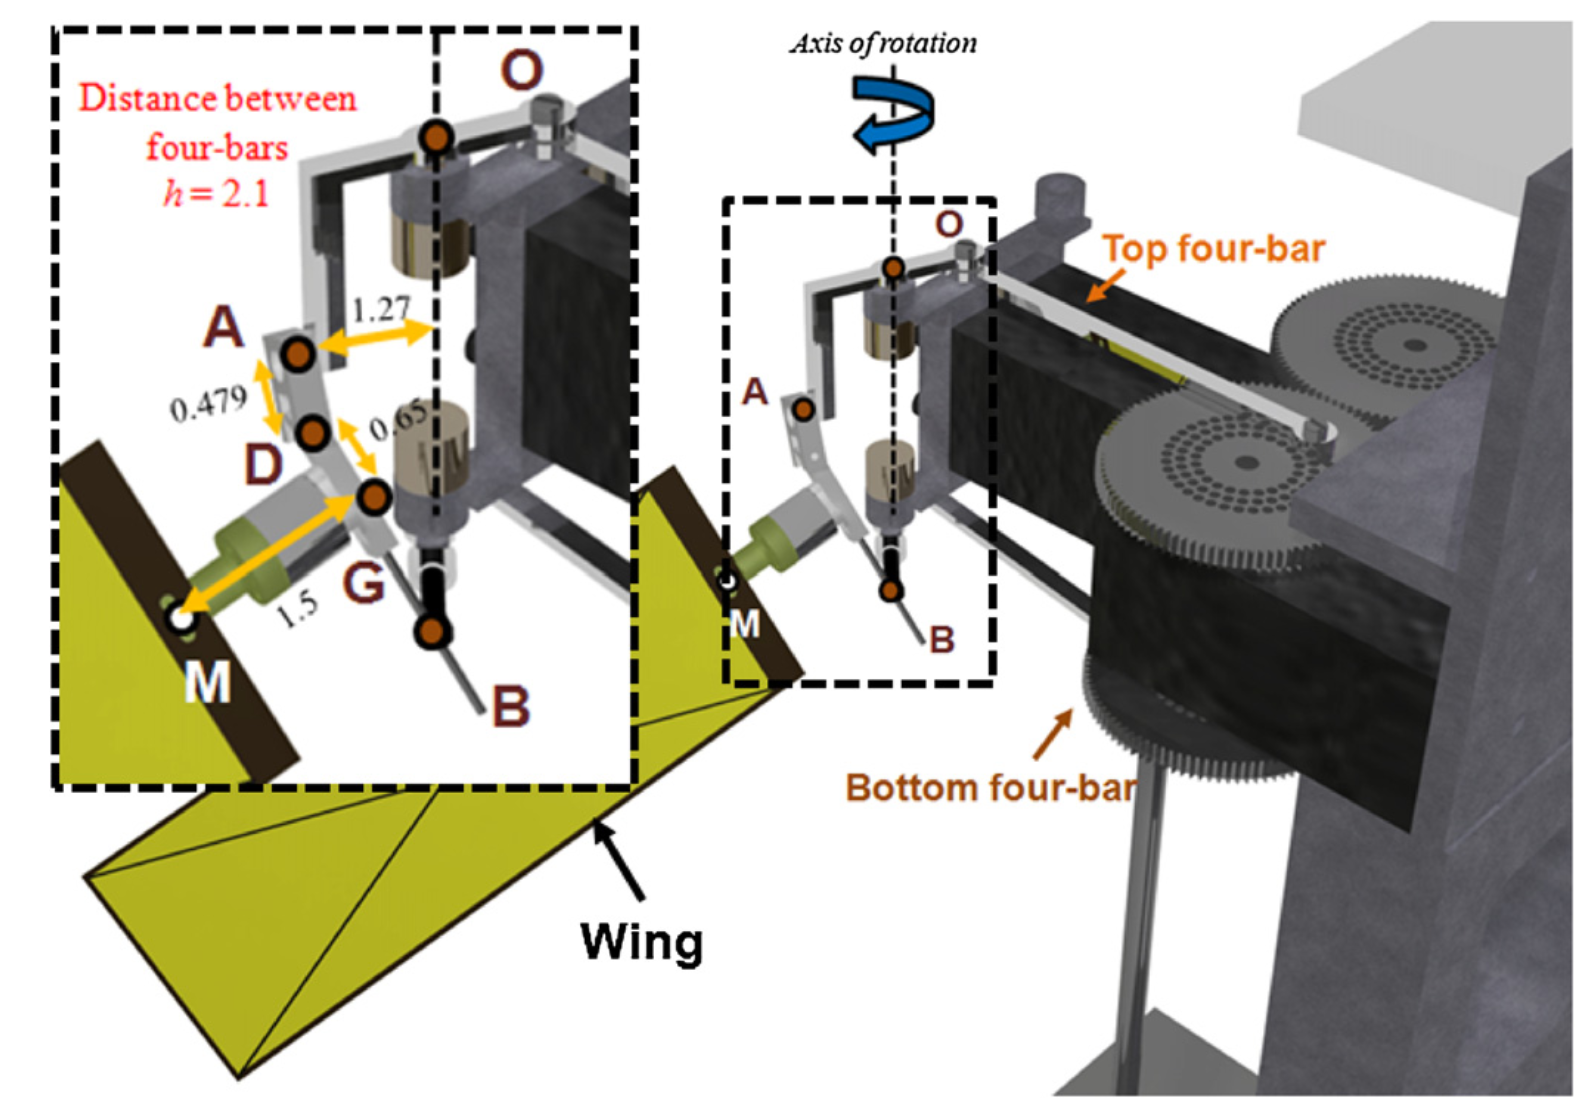 Distance between
four-bars
h = 2.1
O
A
1.27
0.479
D
0.65
G
1.5
M
B
Axis of rotation
O
Top four-bar
A
M
B
Bottom four-bar
Wing